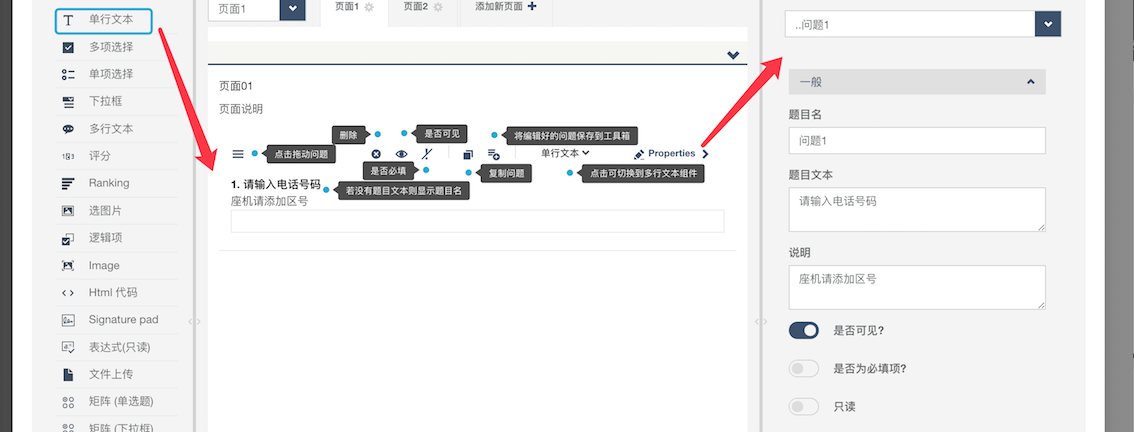 单行文本
多项选择
单项选择
下拉框
多行文本
评分
Ranking
选图片
逻辑项
Image
Html 代码
Signature pad
表达式(只读)
文件上传
矩阵 (单选题)
矩阵 (下拉框)
页面1
页面1
页面2
添加新页面
页面01
页面说明
删除
是否可见
将编辑好的问题保存到工具箱
点击拖动问题
单行文本
Properties
是否必填
复制问题
点击可切换到多行文本组件
1. 请输入电话号码
若没有题目文本则显示题目名
座机请添加区号
..问题1
一般
题目名
问题1
题目文本
请输入电话号码
说明
座机请添加区号
是否可见?
是否为必填项?
只读